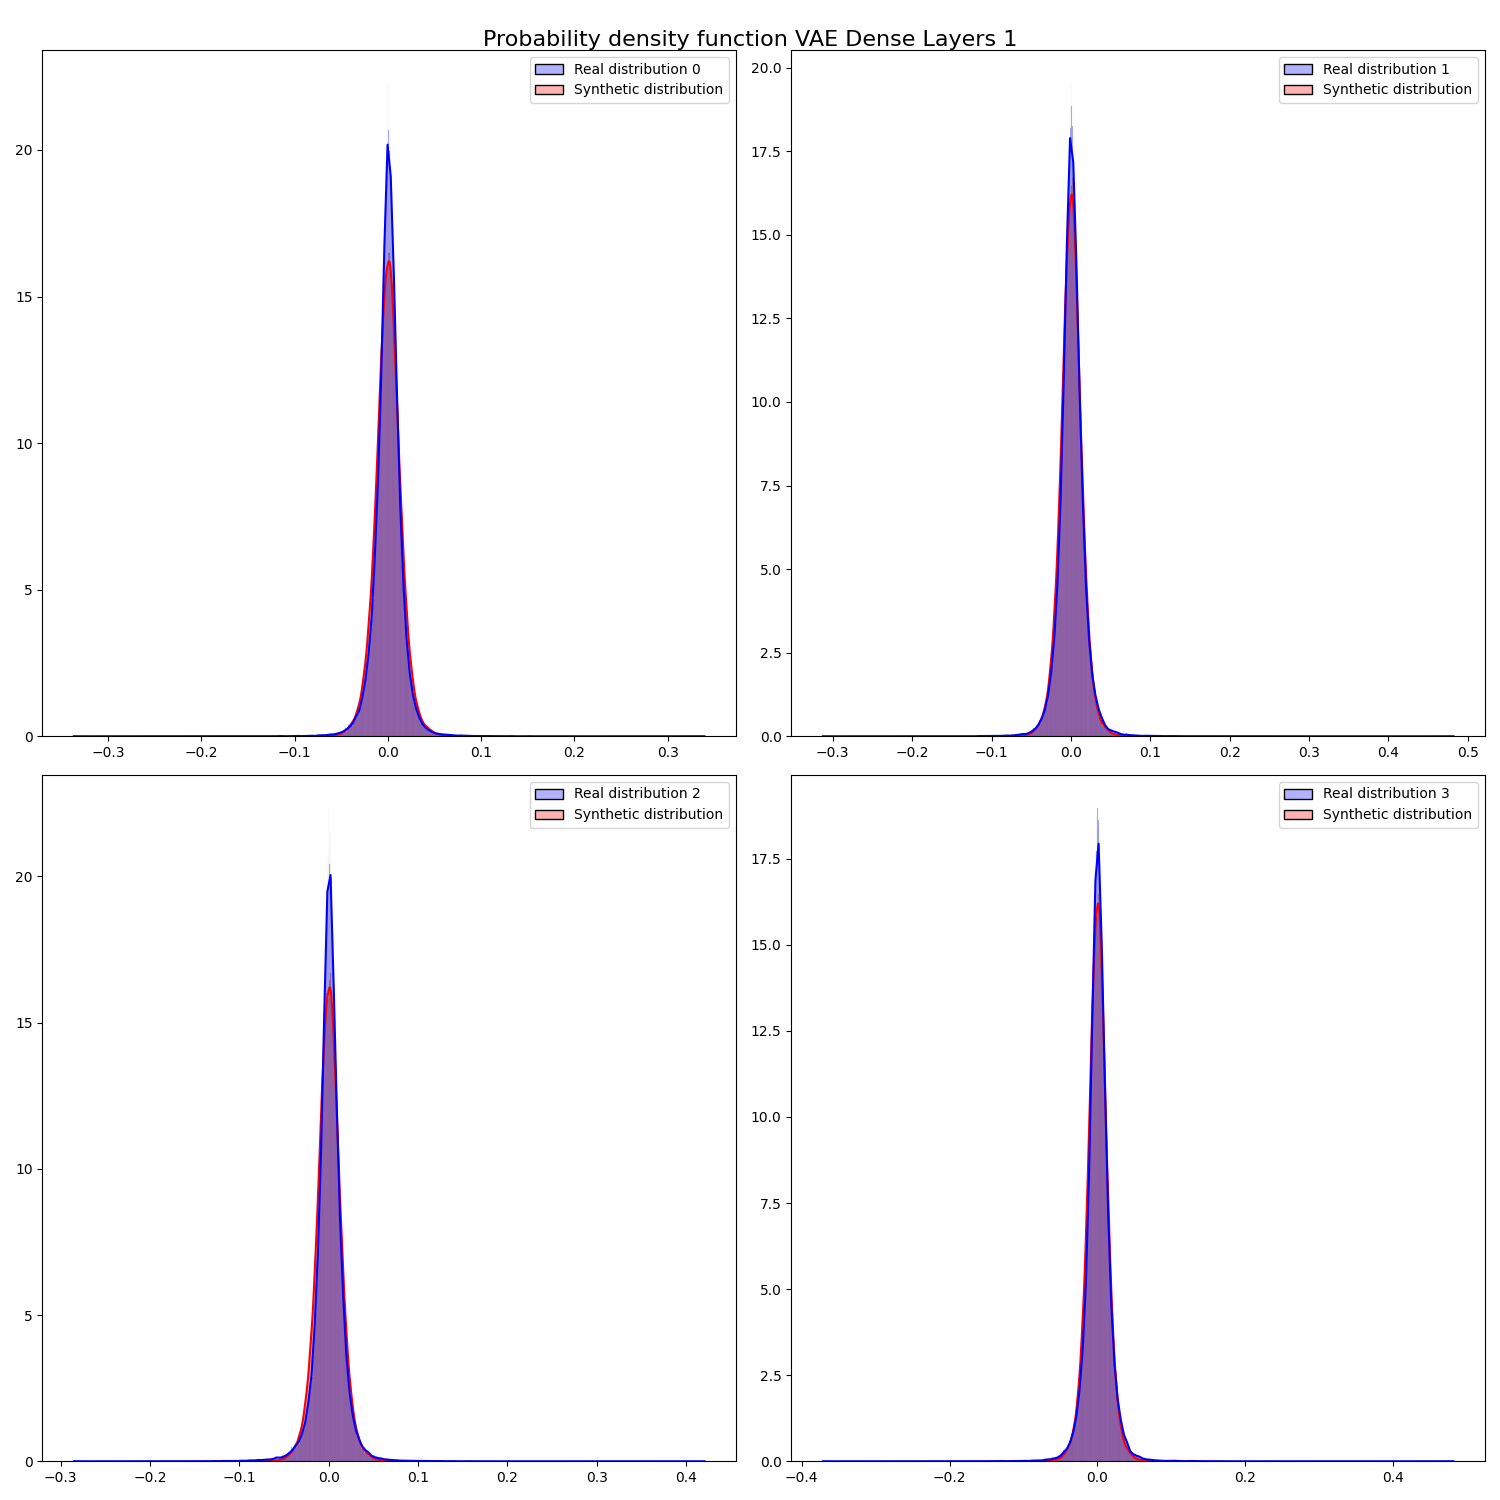 Probability density function VAE Dense Layers 1
Real distribution 0
Synthetic distribution
20
15
10
5
0
−0.3 −0.2 −0.1 0.0 0.1 0.2 0.3
Real distribution 1
Synthetic distribution
20.0
17.5
15.0
12.5
10.0
7.5
5.0
2.5
0.0
−0.3 −0.2 −0.1 0.0 0.1 0.2 0.3 0.4 0.5
Real distribution 2
Synthetic distribution
20
15
10
5
0
−0.3 −0.2 −0.1 0.0 0.1 0.2 0.3 0.4
Real distribution 3
Synthetic distribution
17.5
15.0
12.5
10.0
7.5
5.0
2.5
0.0
−0.4 −0.2 0.0 0.2 0.4